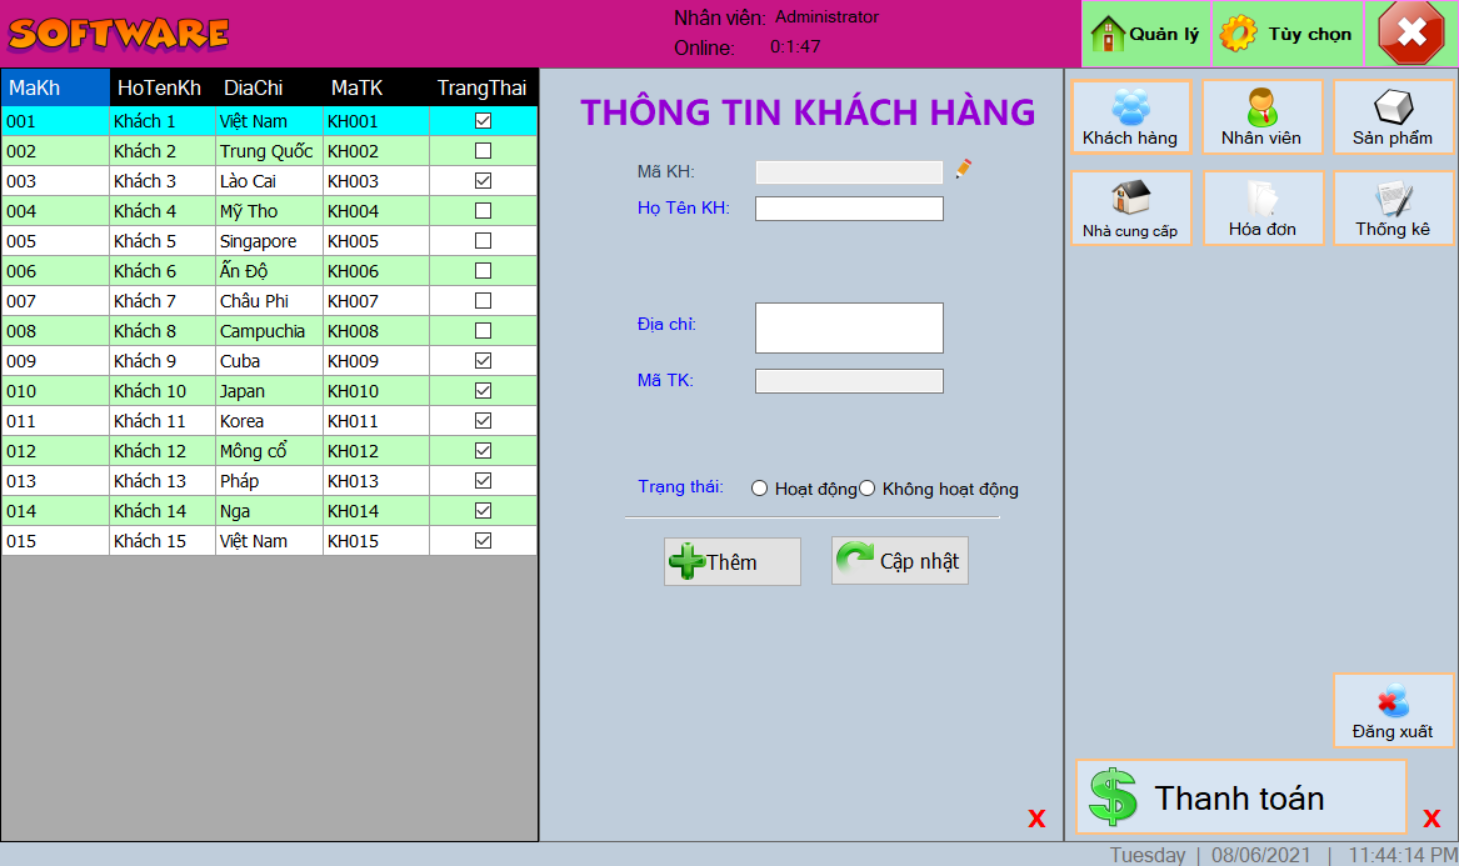 SOFTWARE
Nhân viên: Administrator
Online: 0:1:47
Quản lý
Tùy chọn
MaKh HoTenKh DiaChi MaTK TrangThai
001 Khách 1 Việt Nam KH001
002 Khách 2 Trung Quốc KH002
003 Khách 3 Lào Cai KH003
004 Khách 4 Mỹ Tho KH004
005 Khách 5 Singapore KH005
006 Khách 6 Ấn Độ KH006
007 Khách 7 Châu Phi KH007
008 Khách 8 Campuchia KH008
009 Khách 9 Cuba KH009
010 Khách 10 Japan KH010
011 Khách 11 Korea KH011
012 Khách 12 Mông cổ KH012
013 Khách 13 Pháp KH013
014 Khách 14 Nga KH014
015 Khách 15 Việt Nam KH015
THÔNG TIN KHÁCH HÀNG
Mã KH:
Họ Tên KH:
Địa chỉ:
Mã TK:
Trạng thái: Hoạt động Không hoạt động
Thêm
Cập nhật
X
Khách hàng
Nhân viên
Sản phẩm
Nhà cung cấp
Hóa đơn
Thống kê
Đăng xuất
Thanh toán
X
Tuesday | 08/06/2021 | 11:44:14 PM